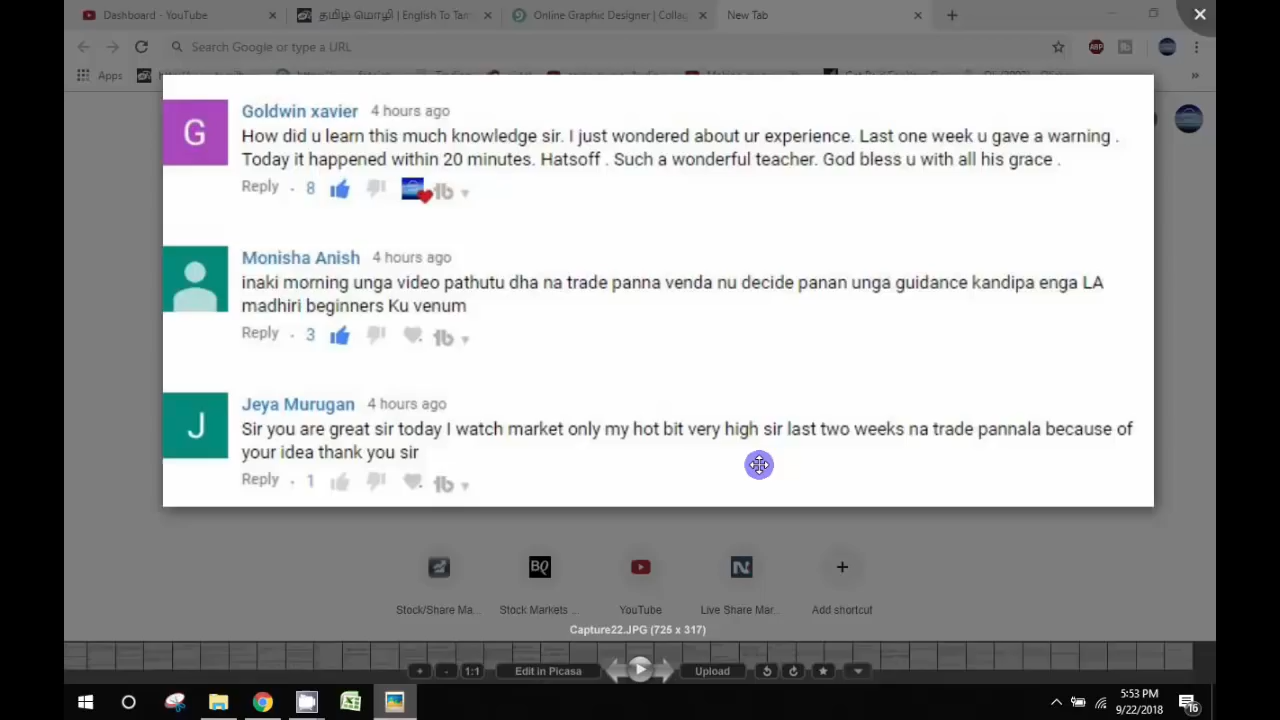 Dashboard - YouTube
தமிழ் மொழி | English To Tam
Online Graphic Designer | Collag
New Tab
Search Google or type a URL
ABP
Apps
G
Goldwin xavier 4 hours ago
How did u learn this much knowledge sir. I just wondered about ur experience. Last one week u gave a warning .
Today it happened within 20 minutes. Hatsoff . Such a wonderful teacher. God bless u with all his grace .
Reply · 8
Monisha Anish 4 hours ago
inaki morning unga video pathutu dha na trade panna venda nu decide panan unga guidance kandipa enga LA
madhiri beginners Ku venum
Reply · 3
J
Jeya Murugan 4 hours ago
Sir you are great sir today I watch market only my hot bit very high sir last two weeks na trade pannala because of
your idea thank you sir
Reply · 1
BQ
N
Stock/Share Ma...
Stock Markets ...
YouTube
Live Share Mar...
Add shortcut
Capture22.JPG (725 x 317)
+ - 1:1 Edit in Picasa Upload
5:53 PM
9/22/2018
16